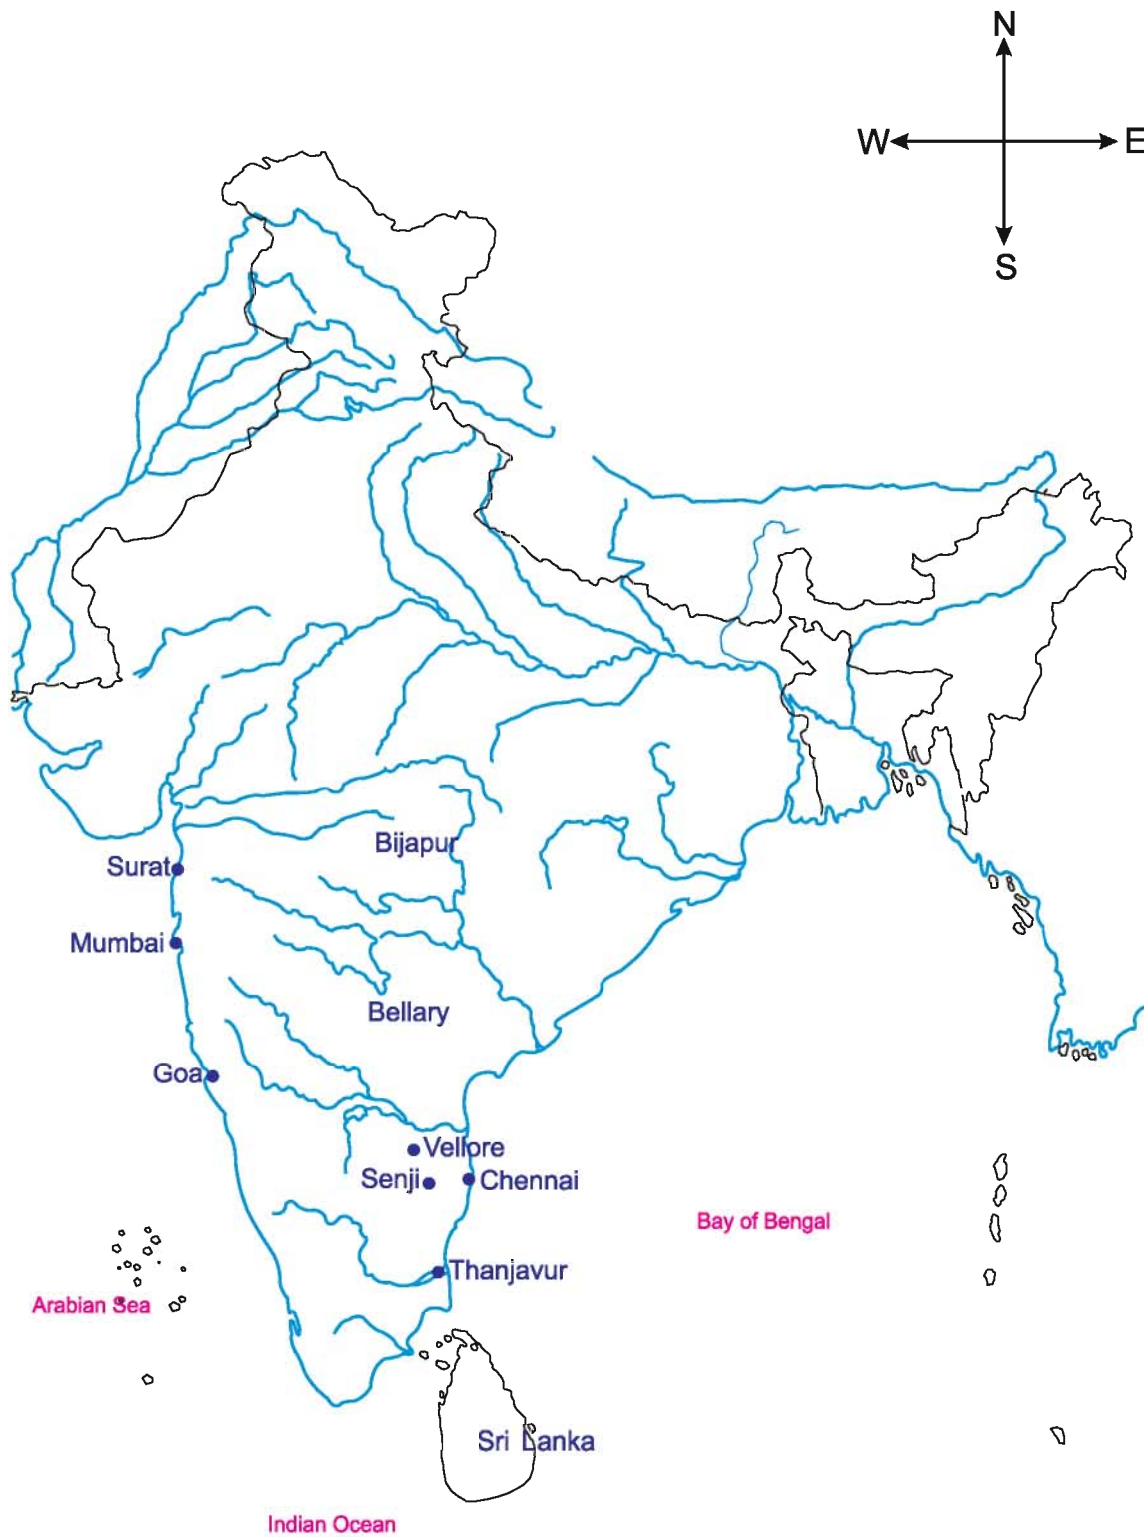 N
W E
S
Bijapur
Surat
Mumbai
Bellary
Goa
Vellore
Senji Chennai
Bay of Bengal
Thanjavur
Arabian Sea
Sri Lanka
Indian Ocean